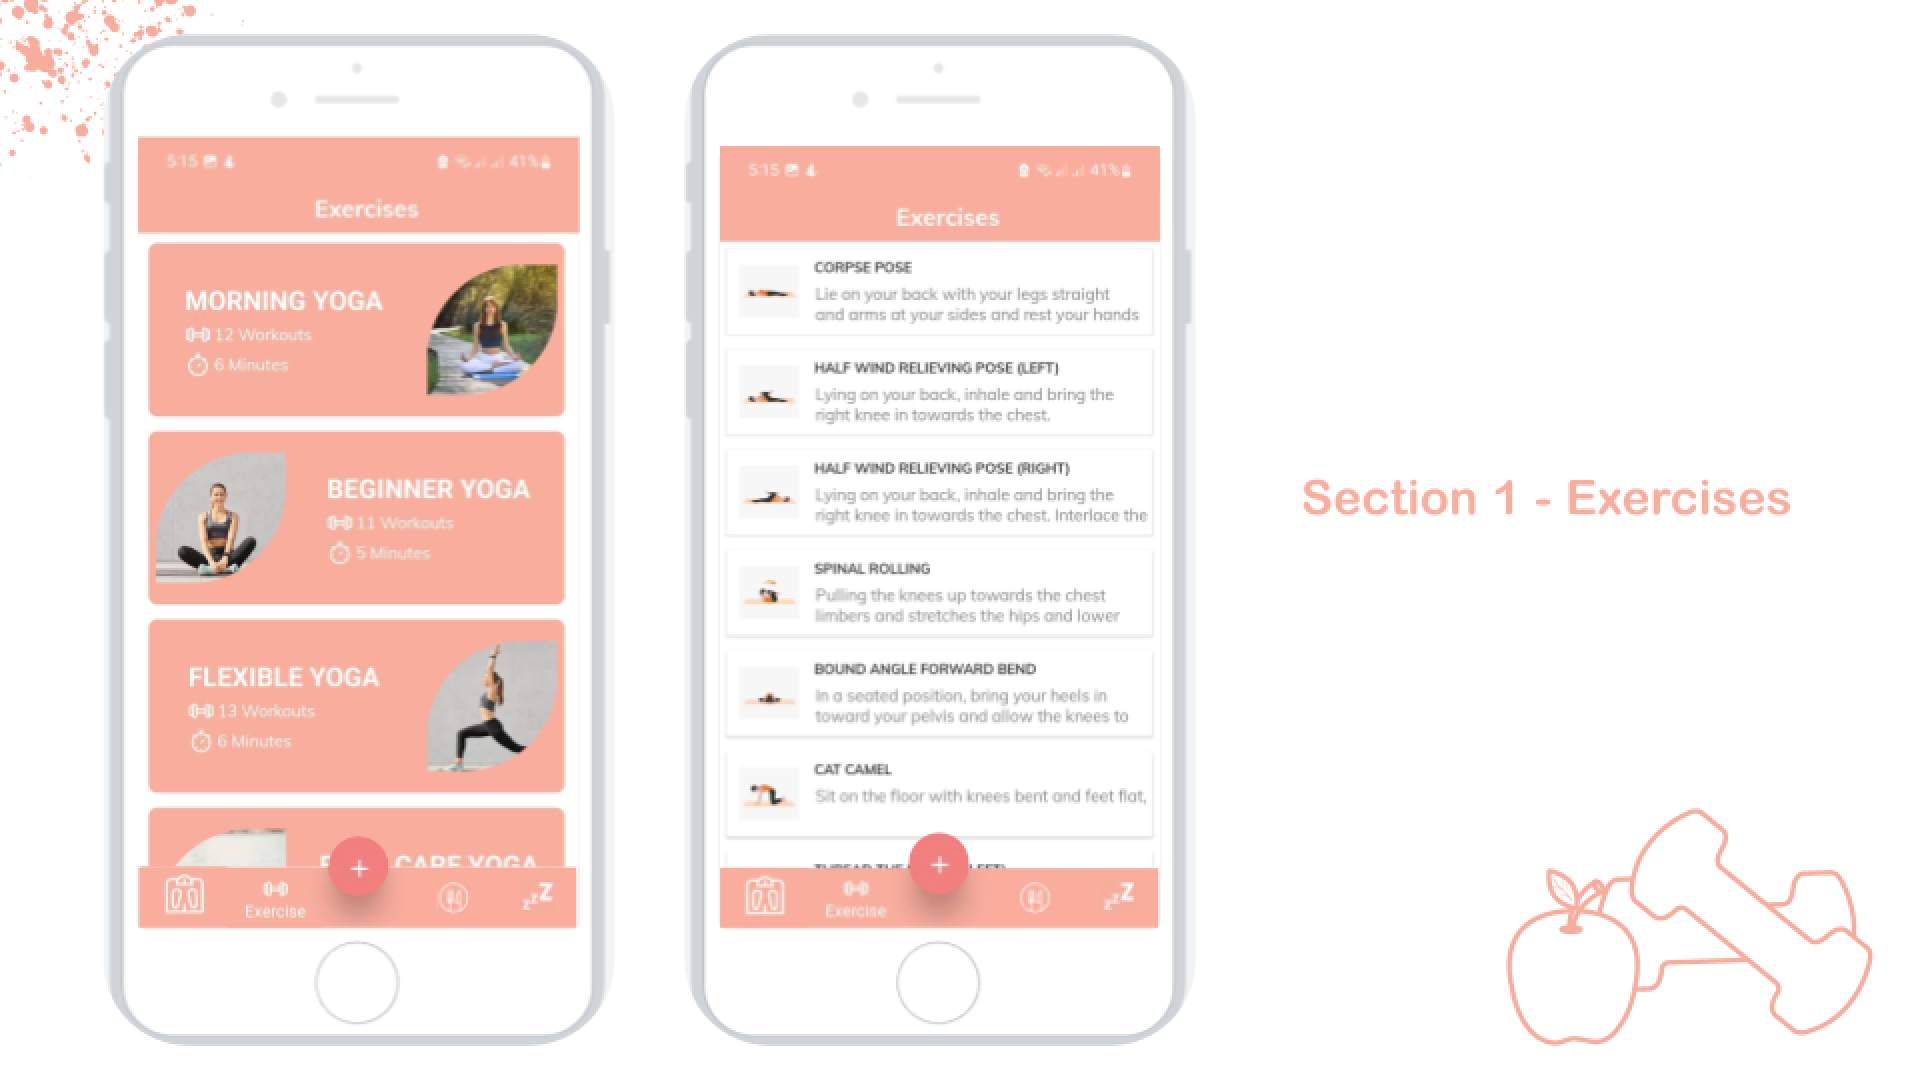 5:15 41%
Exercises
MORNING YOGA
12 Workouts
6 Minutes
BEGINNER YOGA
11 Workouts
5 Minutes
FLEXIBLE YOGA
13 Workouts
6 Minutes
CARE YOGA
Exercise
zzZ
5:15 41%
Exercises
CORPSE POSE
Lie on your back with your legs straight
and arms at your sides and rest your hands
HALF WIND RELIEVING POSE (LEFT)
Lying on your back, inhale and bring the
right knee in towards the chest.
HALF WIND RELIEVING POSE (RIGHT)
Lying on your back, inhale and bring the
right knee in towards the chest. Interlace the
SPINAL ROLLING
Pulling the knees up towards the chest
limbers and stretches the hips and lower
BOUND ANGLE FORWARD BEND
In a seated position, bring your heels in
toward your pelvis and allow the knees to
CAT CAMEL
Sit on the floor with knees bent and feet flat,
Exercise
zzZ
Section 1 - Exercises